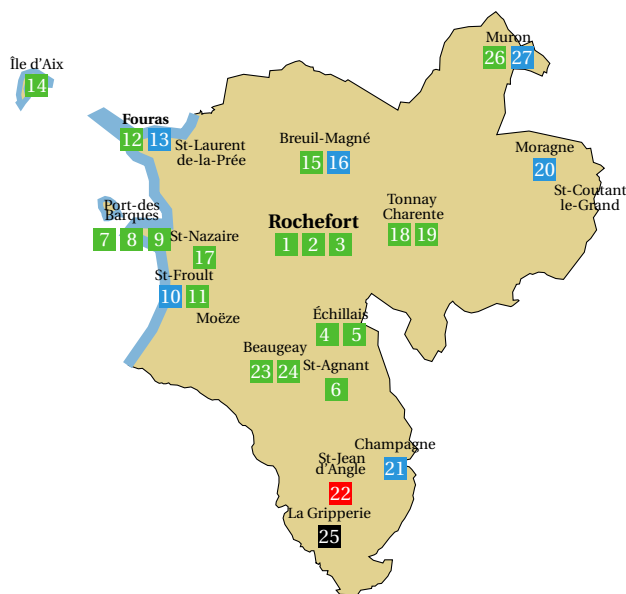 Muron
26 27
Île d'Aix
14
Fouras
12 13
St-Laurent
de-la-Prée
Breuil-Magné
15 16
Moragne
20
St-Coutant
le-Grand
Port-des
Barques
7 8 9
St-Nazaire
17
Rochefort
1 2 3
Tonnay
Charente
18 19
St-Froult
10 11
Moëze
Échillais
4 5
Beaugeay
23 24
St-Agnant
6
Champagne
21
St-Jean
d'Angle
22
La Gripperie
25